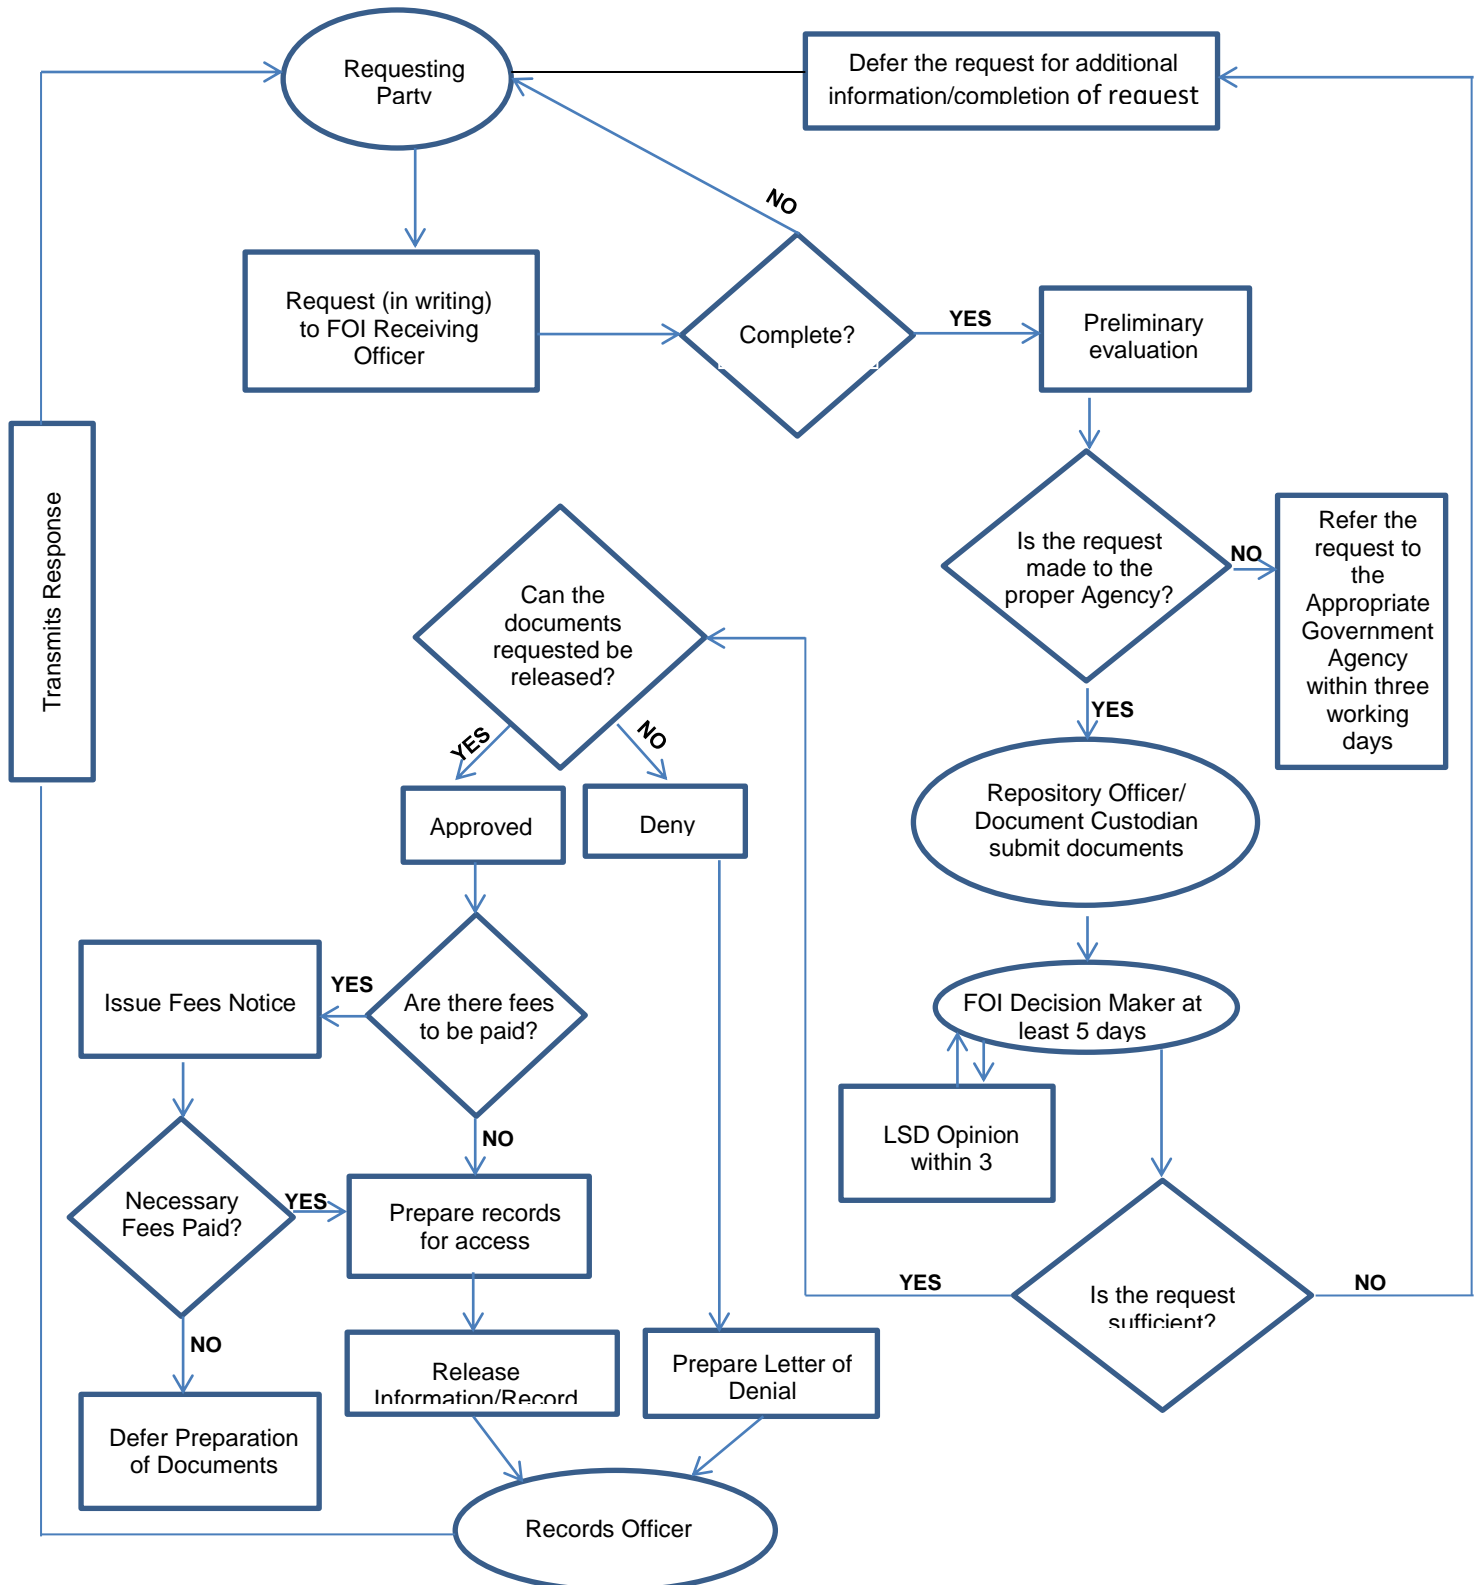 Requesting
Party
Defer the request for additional
information/completion of request
NO
Request (in writing)
to FOI Receiving
Officer
Complete?
YES
Preliminary
evaluation
Transmits Response
Can the
documents
requested be
released?
Is the request
made to the
proper Agency?
NO
Refer the
request to
the
Appropriate
Government
Agency
within three
working
days
YES
NO
YES
Approved
Deny
Repository Officer/
Document Custodian
submit documents
Issue Fees Notice
YES
Are there fees
to be paid?
FOI Decision Maker at
least 5 days
NO
LSD Opinion
within 3
Necessary
Fees Paid?
YES
Prepare records
for access
YES
Is the request
sufficient?
NO
NO
Release
Information/Record
Prepare Letter of
Denial
Defer Preparation
of Documents
Records Officer